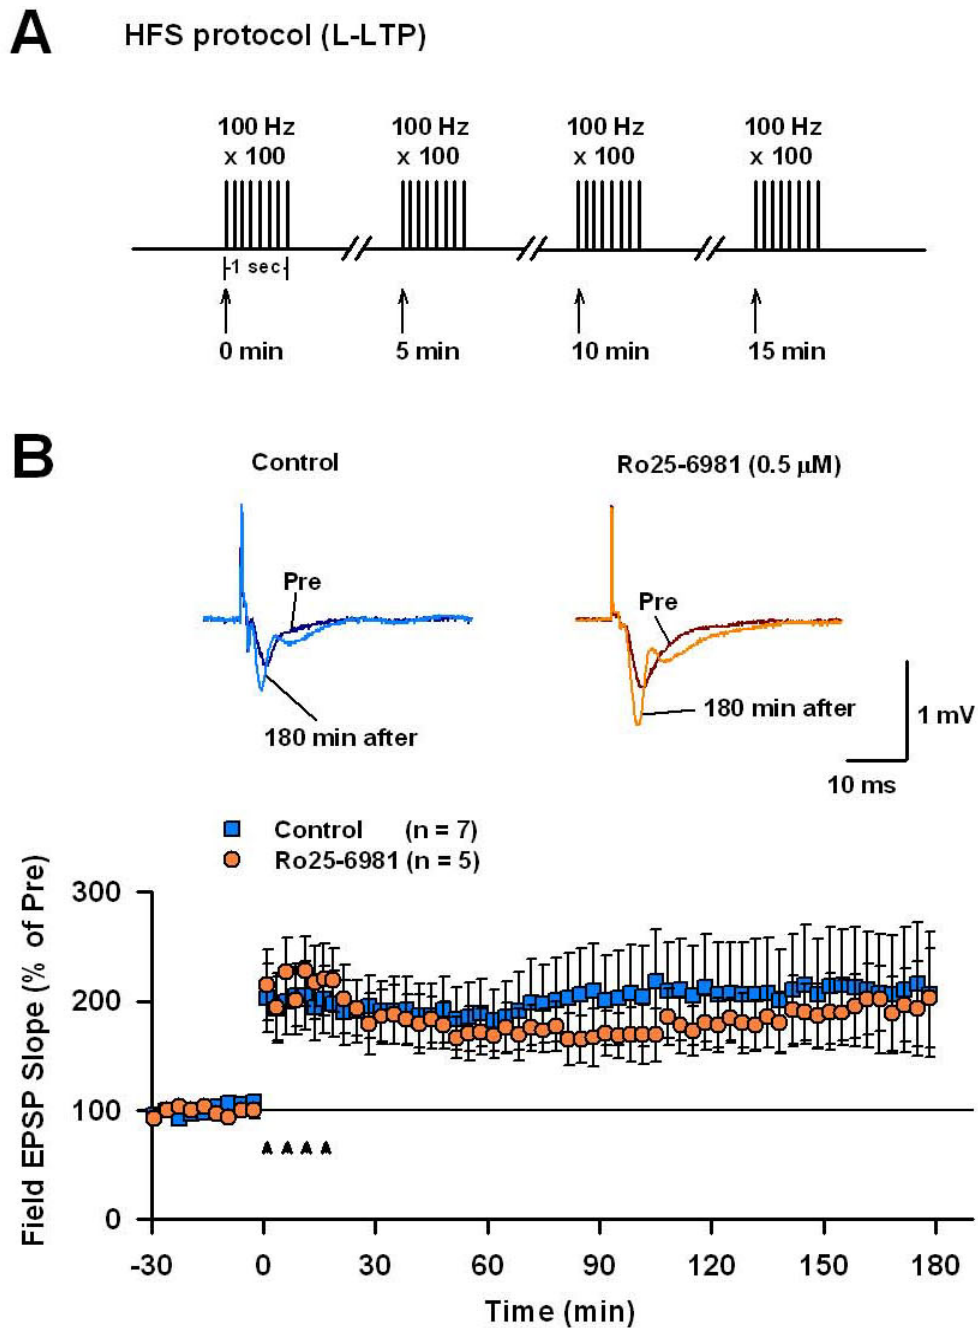 A HFS protocol (L-LTP)
100 Hz 100 Hz 100 Hz 100 Hz
x 100 x 100 x 100 x 100
1 sec
0 min 5 min 10 min 15 min
B
Control Ro25-6981 (0.5 μM)
Pre Pre
180 min after 180 min after
1 mV
10 ms
Control (n = 7)
Ro25-6981 (n = 5)
Field EPSP Slope (% of Pre)
300
200
100
0
-30 0 30 60 90 120 150 180
Time (min)